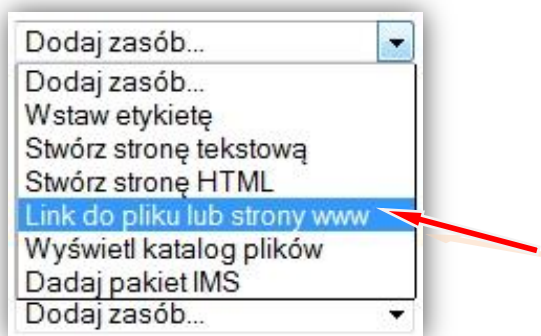 Dodaj zasób...
Dodaj zasób...
Wstaw etykietę
Stwórz stronę tekstową
Stwórz stronę HTML
Link do pliku lub strony www
Wyświetl katalog plików
Dadaj pakiet IMS
Dodaj zasób...